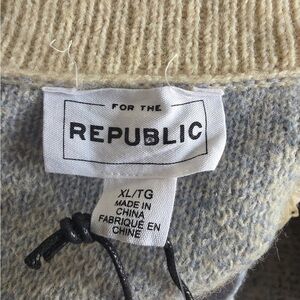 FOR THE
REPUBLIC
XL/TG
MADE IN
CHINA
FABRIQUÉ EN
CHINE